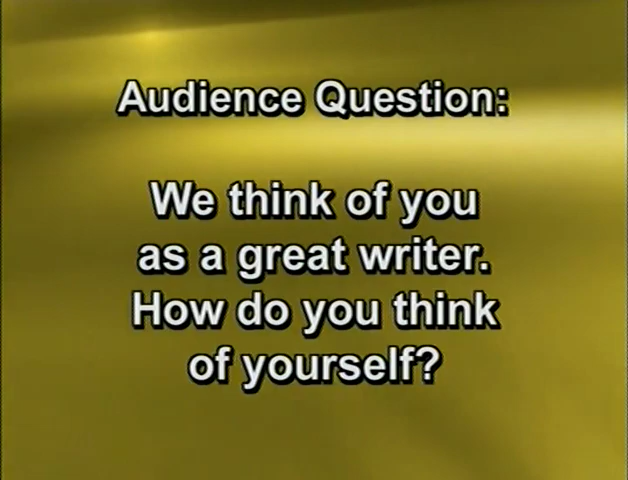 Audience Question:
We think of you
as a great writer.
How do you think
of yourself?